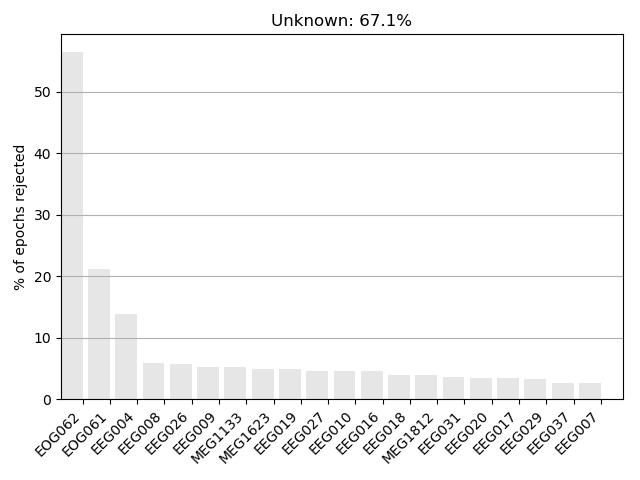 Unknown: 67.1%
% of epochs rejected
50
40
30
20
10
0
EOG062
EOG061
EEG004
EEG008
EEG026
EEG009
MEG1133
MEG1623
EEG019
EEG027
EEG010
EEG016
EEG018
MEG1812
EEG031
EEG020
EEG017
EEG029
EEG037
EEG007